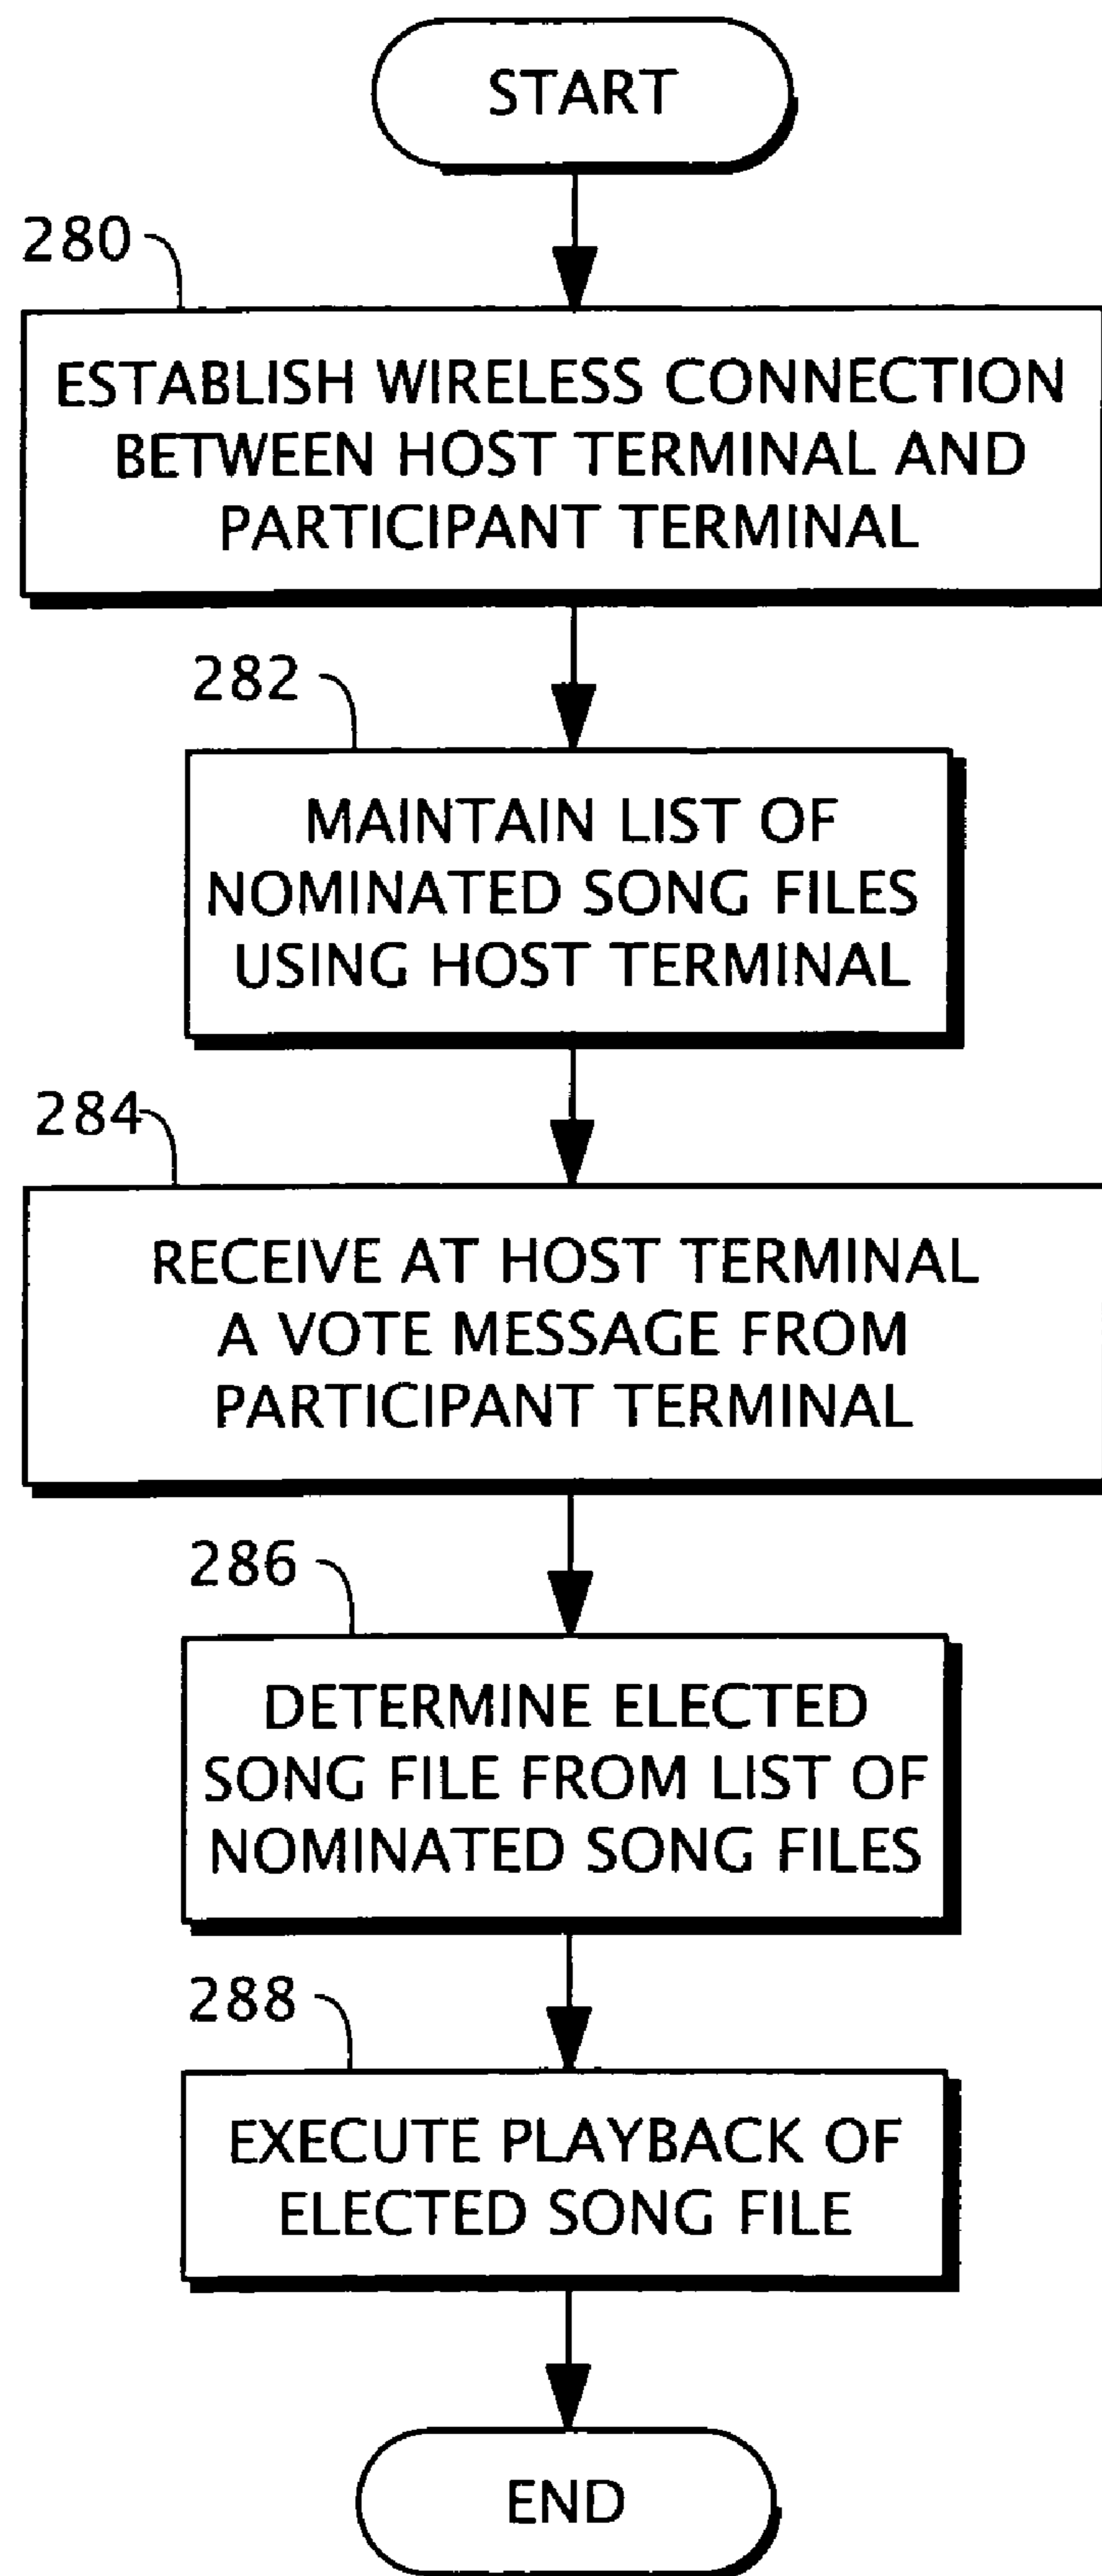 START
280
ESTABLISH WIRELESS CONNECTION
BETWEEN HOST TERMINAL AND
PARTICIPANT TERMINAL
282
MAINTAIN LIST OF
NOMINATED SONG FILES
USING HOST TERMINAL
284
RECEIVE AT HOST TERMINAL
A VOTE MESSAGE FROM
PARTICIPANT TERMINAL
286
DETERMINE ELECTED
SONG FILE FROM LIST OF
NOMINATED SONG FILES
288
EXECUTE PLAYBACK OF
ELECTED SONG FILE
END